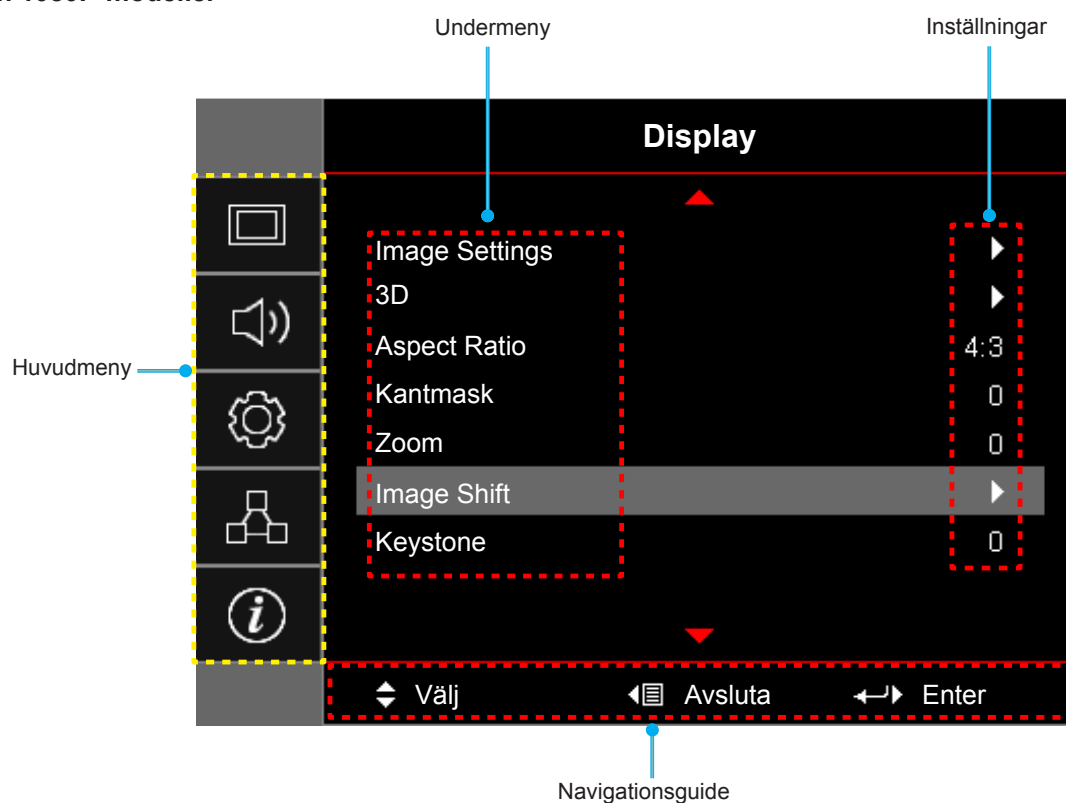 Undermeny
Inställningar
Display
Image Settings
3D
Aspect Ratio 4:3
Huvudmeny
Kantmask 0
Zoom 0
Image Shift
Keystone 0
Välj Avsluta Enter
Navigationsguide